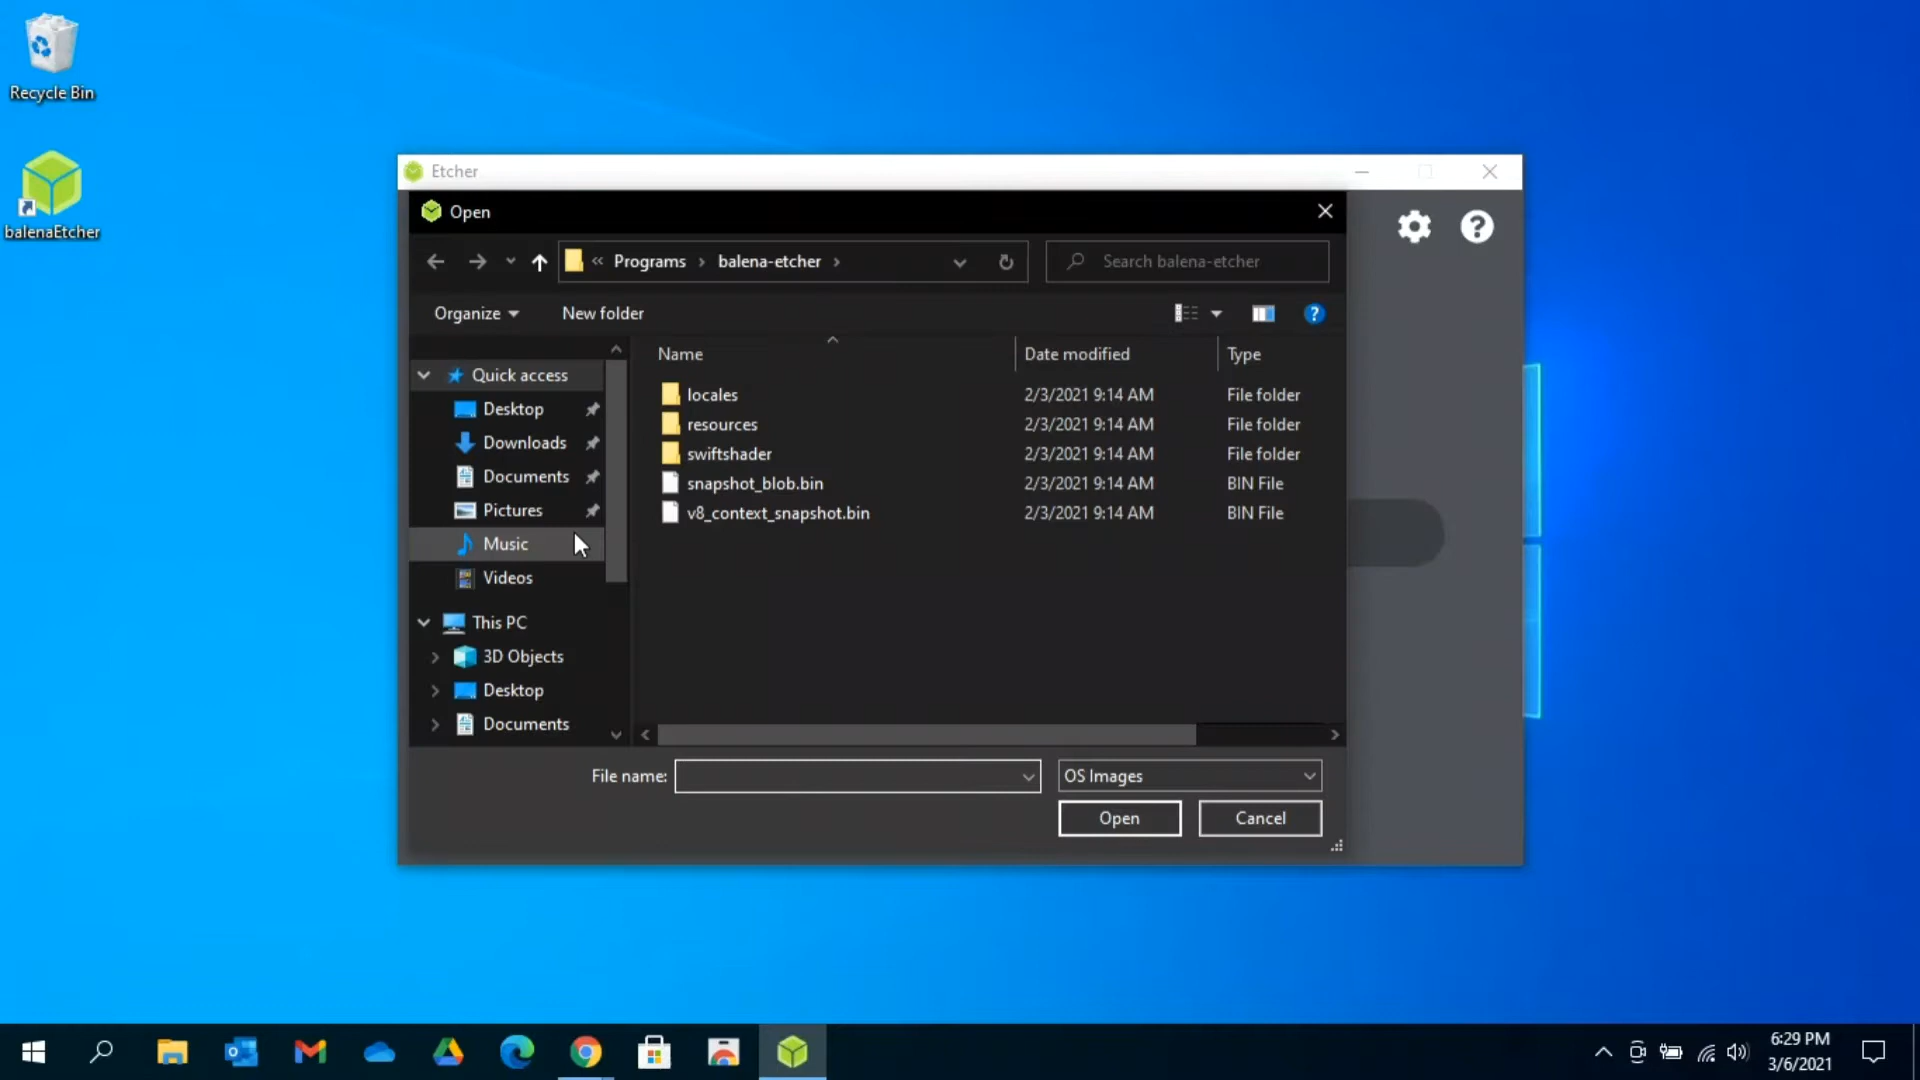 Recycle Bin
balenaEtcher
Etcher
Open
« Programs › balena-etcher ›
Search balena-etcher
Organize
New folder
Name
Date modified
Type
Quick access
Desktop
Downloads
Documents
Pictures
Music
Videos
This PC
3D Objects
Desktop
Documents
locales 2/3/2021 9:14 AM File folder
resources 2/3/2021 9:14 AM File folder
swiftshader 2/3/2021 9:14 AM File folder
snapshot_blob.bin 2/3/2021 9:14 AM BIN File
v8_context_snapshot.bin 2/3/2021 9:14 AM BIN File
File name:
OS Images
Open
Cancel
6:29 PM
3/6/2021